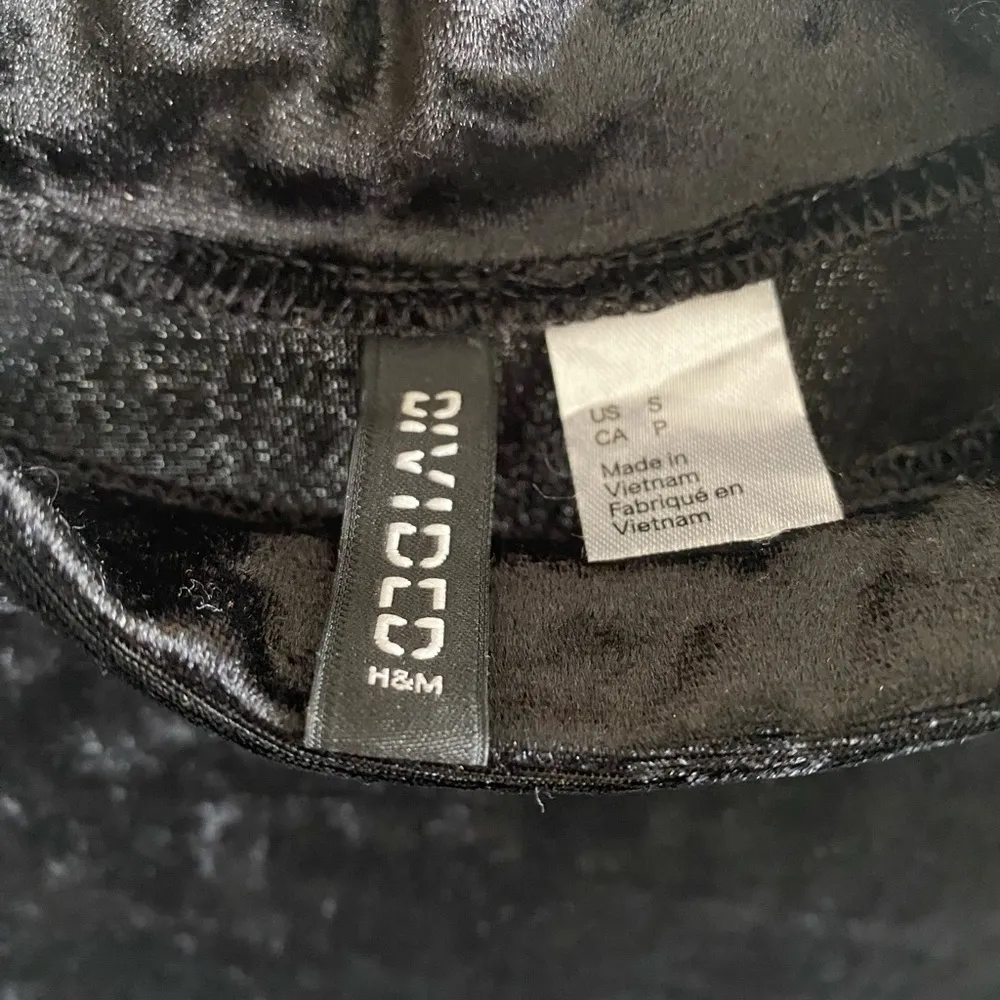 DIVIDED
H&M
US S
CA P
Made in
Vietnam
Fabriqué en
Vietnam